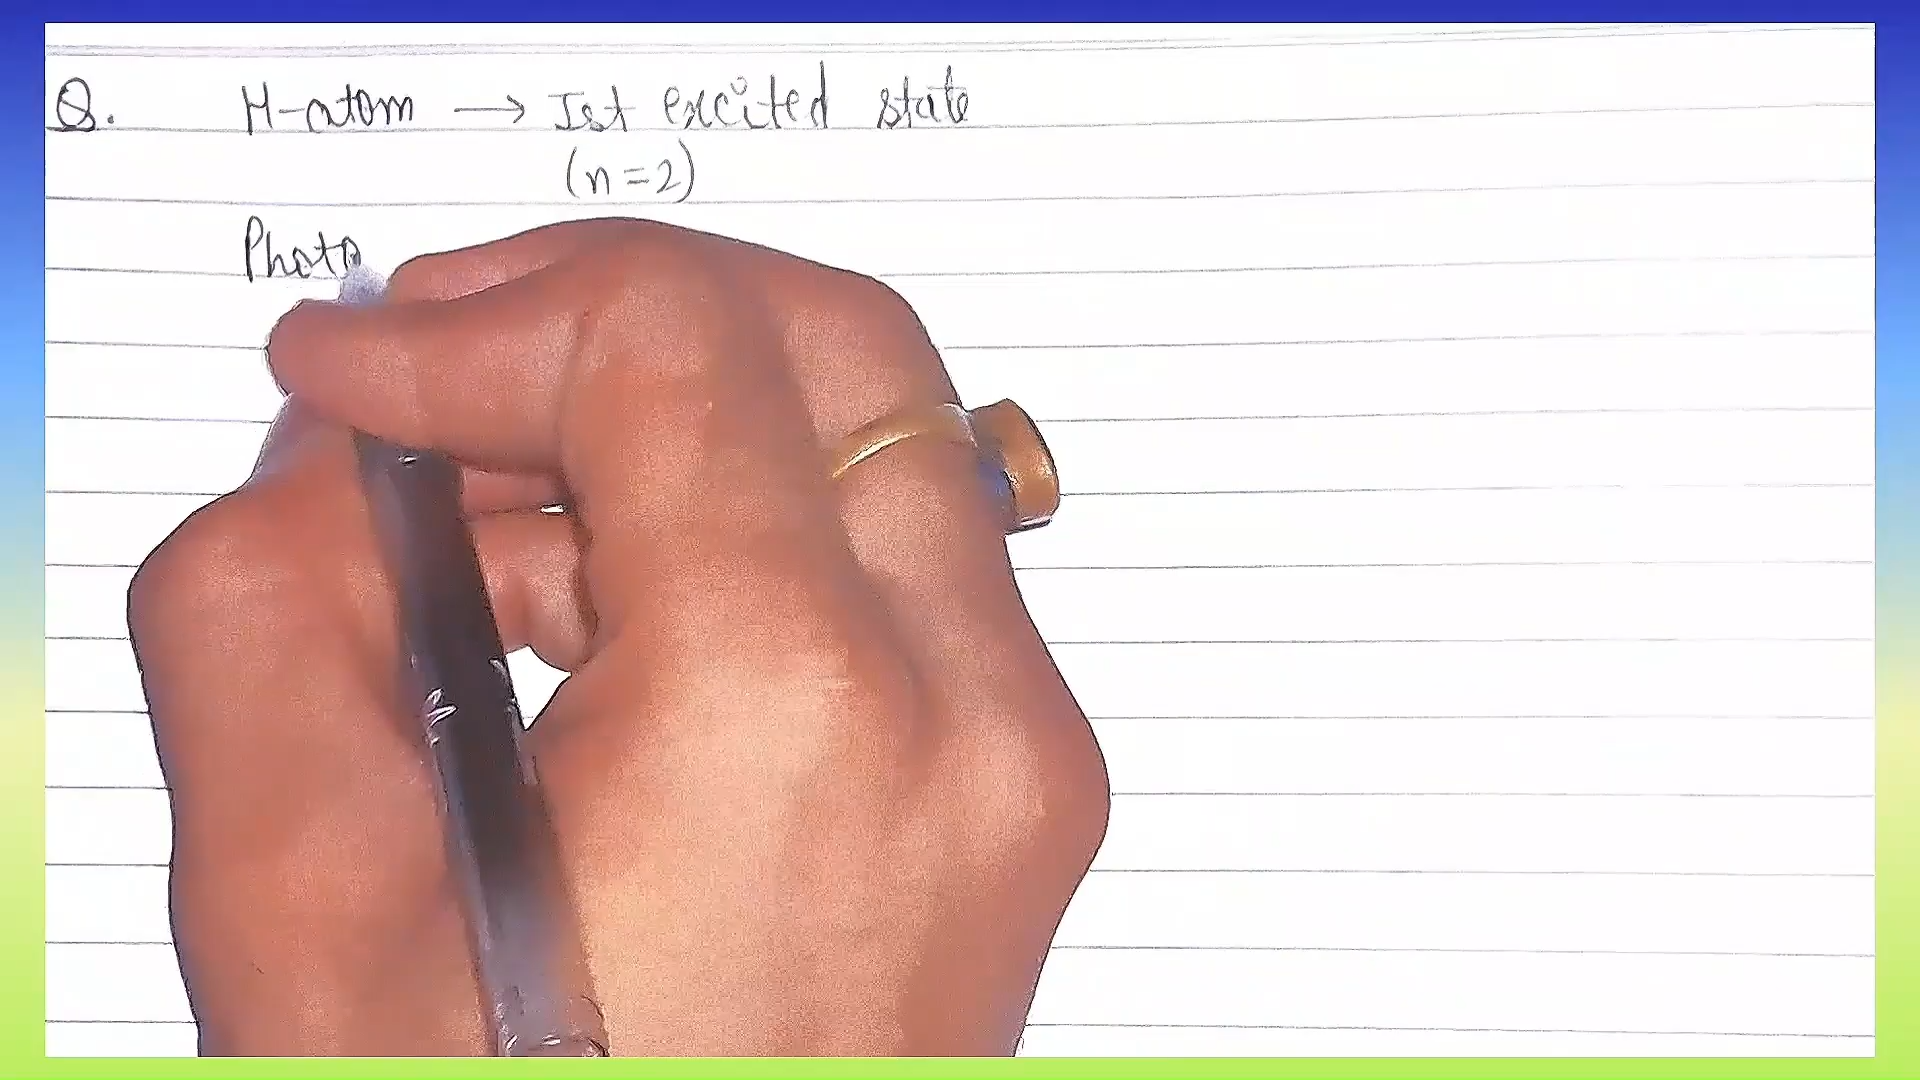 Q. H-atom → Ist excited state
(n=2)
Photo